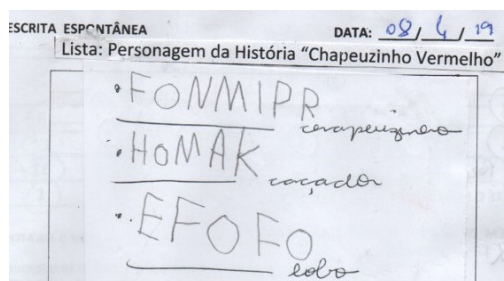 ESCRITA ESPONTÂNEA DATA: 08/4/19
Lista: Personagem da História “Chapeuzinho Vermelho”
• FONMIPR
chapeuzinho
• HOMAK
caçador
• EFOFO
lobo